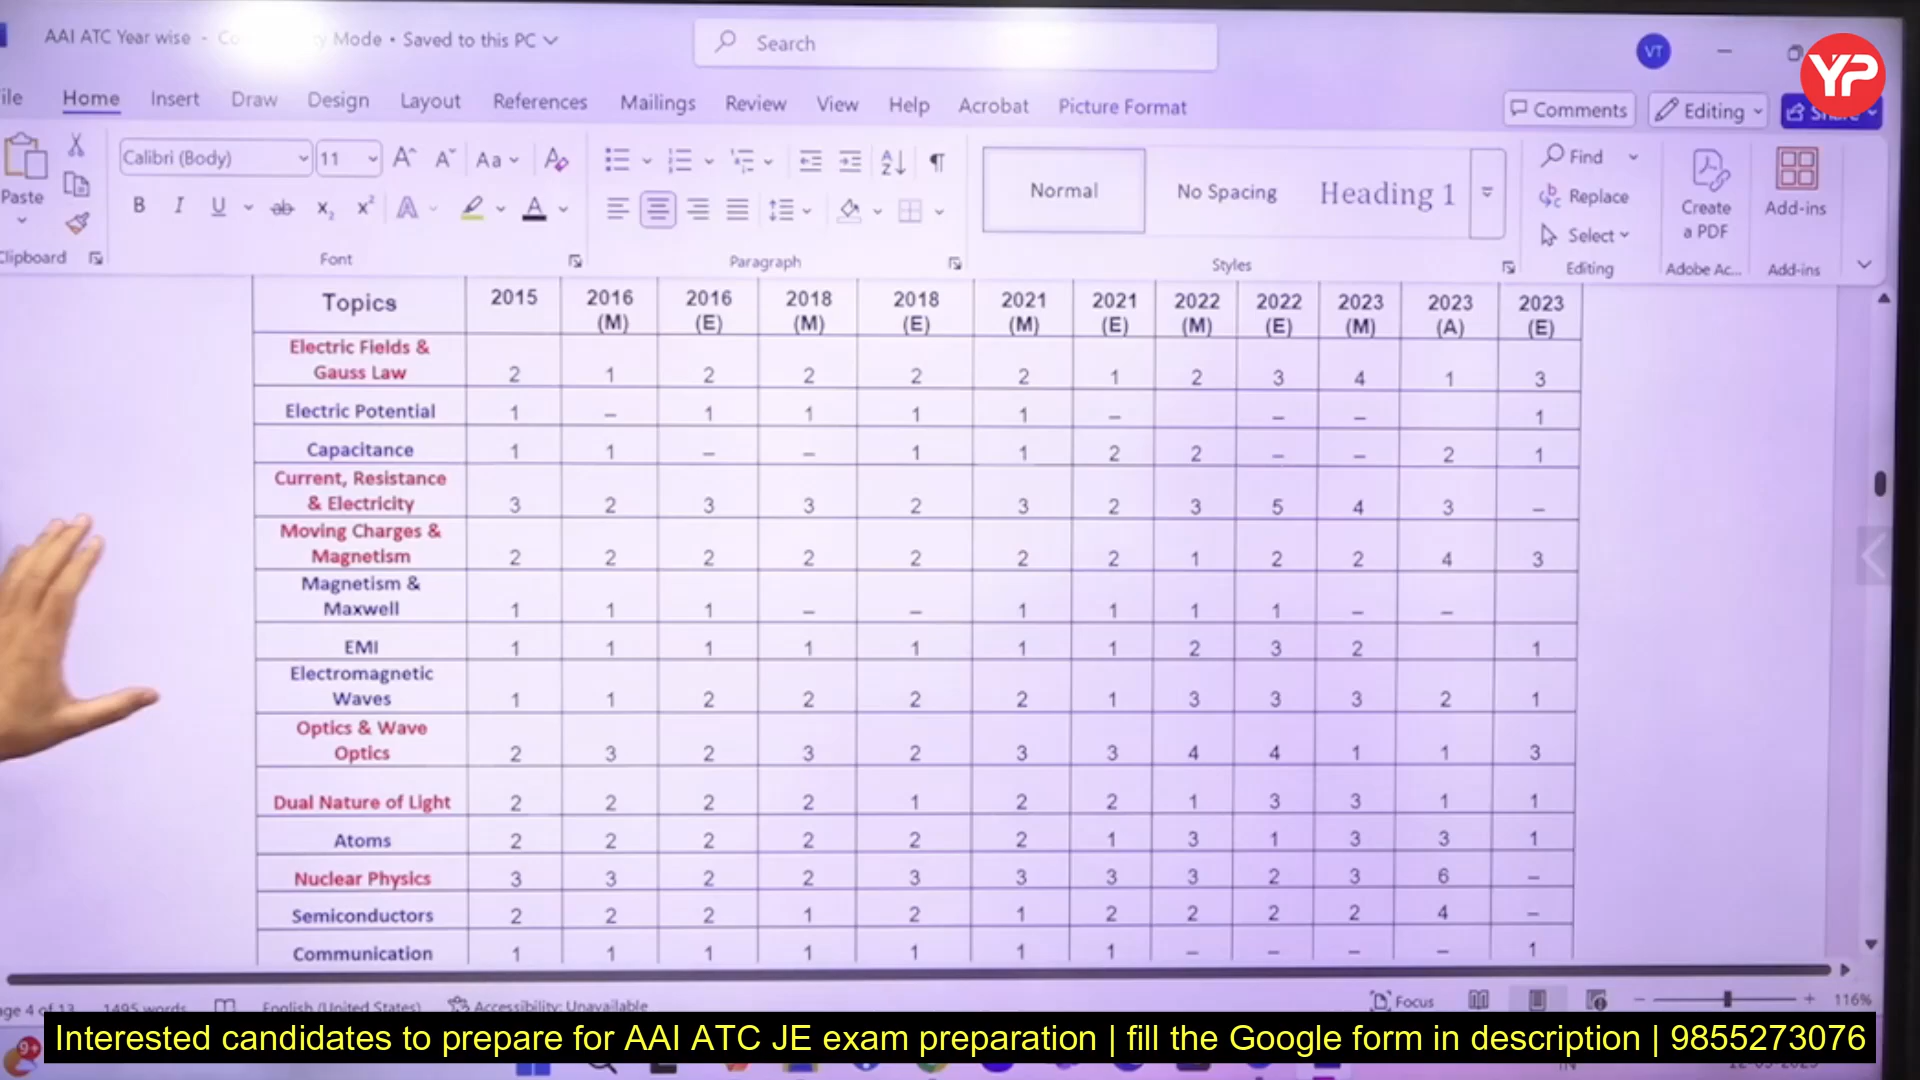 AAI ATC Year wise - Mode • Saved to this PC
Search
VT
YP
Home Insert Draw Design Layout References Mailings Review View Help Acrobat Picture Format
Comments Editing
Paste
Calibri (Body) 11
Normal No Spacing Heading 1
Find
Replace
Select
Create a PDF
Add-ins
Font Paragraph Styles Editing Adobe Ac... Add-ins
Topics 2015 2016 (M) 2016 (E) 2018 (M) 2018 (E) 2021 (M) 2021 (E) 2022 (M) 2022 (E) 2023 (M) 2023 (A) 2023 (E)
Electric Fields & Gauss Law 2 1 2 2 2 2 1 2 3 4 1 3
Electric Potential 1 – 1 1 1 1 – – – 1
Capacitance 1 1 – – 1 1 2 2 – – 2 1
Current, Resistance & Electricity 3 2 3 3 2 3 2 3 5 4 3 –
Moving Charges & Magnetism 2 2 2 2 2 2 2 1 2 2 4 3
Magnetism & Maxwell 1 1 1 – – 1 1 1 1 – –
EMI 1 1 1 1 1 1 1 2 3 2 1
Electromagnetic Waves 1 1 2 2 2 2 1 3 3 3 2 1
Optics & Wave Optics 2 3 2 3 2 3 3 4 4 1 1 3
Dual Nature of Light 2 2 2 2 1 2 2 1 3 3 1 1
Atoms 2 2 2 2 2 2 1 3 1 3 3 1
Nuclear Physics 3 3 2 2 3 3 3 3 2 3 6 –
Semiconductors 2 2 2 1 2 1 2 2 2 2 4 –
Communication 1 1 1 1 1 1 1 – – – – 1
1495 words English (United States) Accessibility: Unavailable Focus 116%
Interested candidates to prepare for AAI ATC JE exam preparation | fill the Google form in description | 9855273076